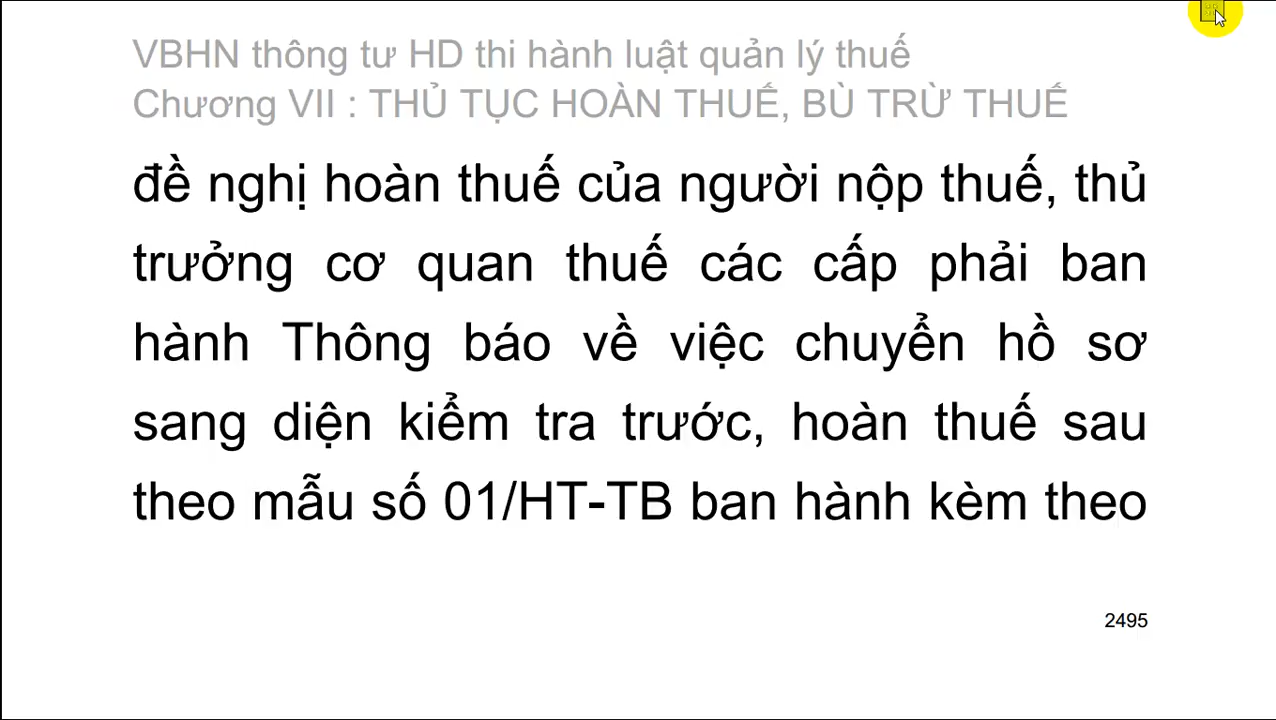 VBHN thông tư HD thi hành luật quản lý thuế
Chương VII : THỦ TỤC HOÀN THUẾ, BÙ TRỪ THUẾ
đề nghị hoàn thuế của người nộp thuế, thủ
trưởng cơ quan thuế các cấp phải ban
hành Thông báo về việc chuyển hồ sơ
sang diện kiểm tra trước, hoàn thuế sau
theo mẫu số 01/HT-TB ban hành kèm theo
2495